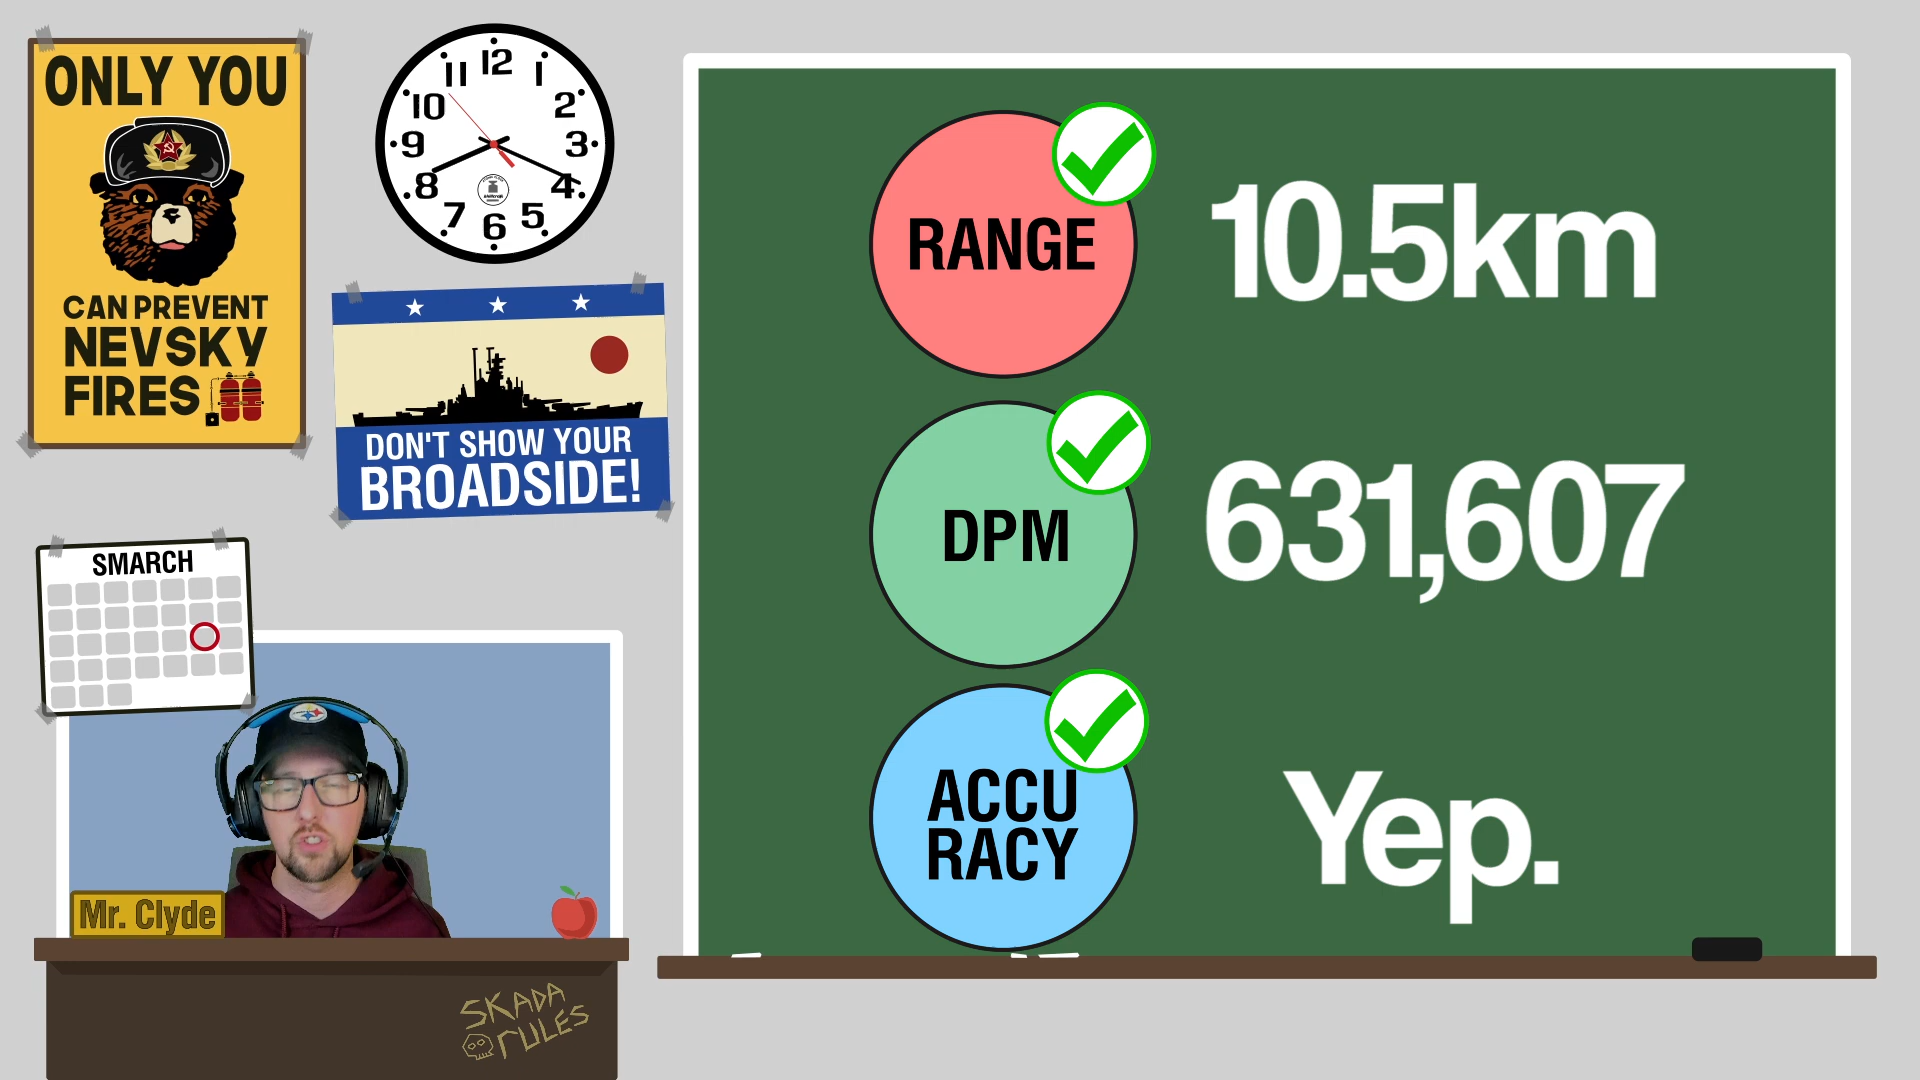 ONLY YOU
CAN PREVENT
NEVSKY
FIRES
12
1
2
3
4
5
6
7
8
9
10
11
DON'T SHOW YOUR
BROADSIDE!
SMARCH
Mr. Clyde
SKADA
rULES
RANGE
10.5km
DPM
631,607
ACCU
RACY
Yep.